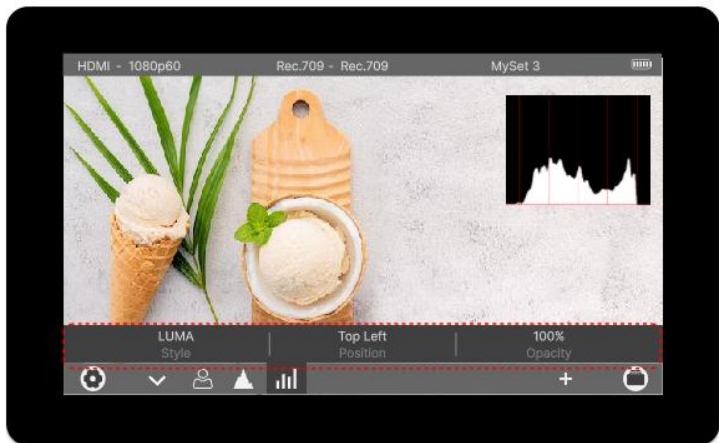 HDMI - 1080p60 Rec.709 - Rec.709 MySet 3
LUMA Top Left 100%
Style Position Opacity